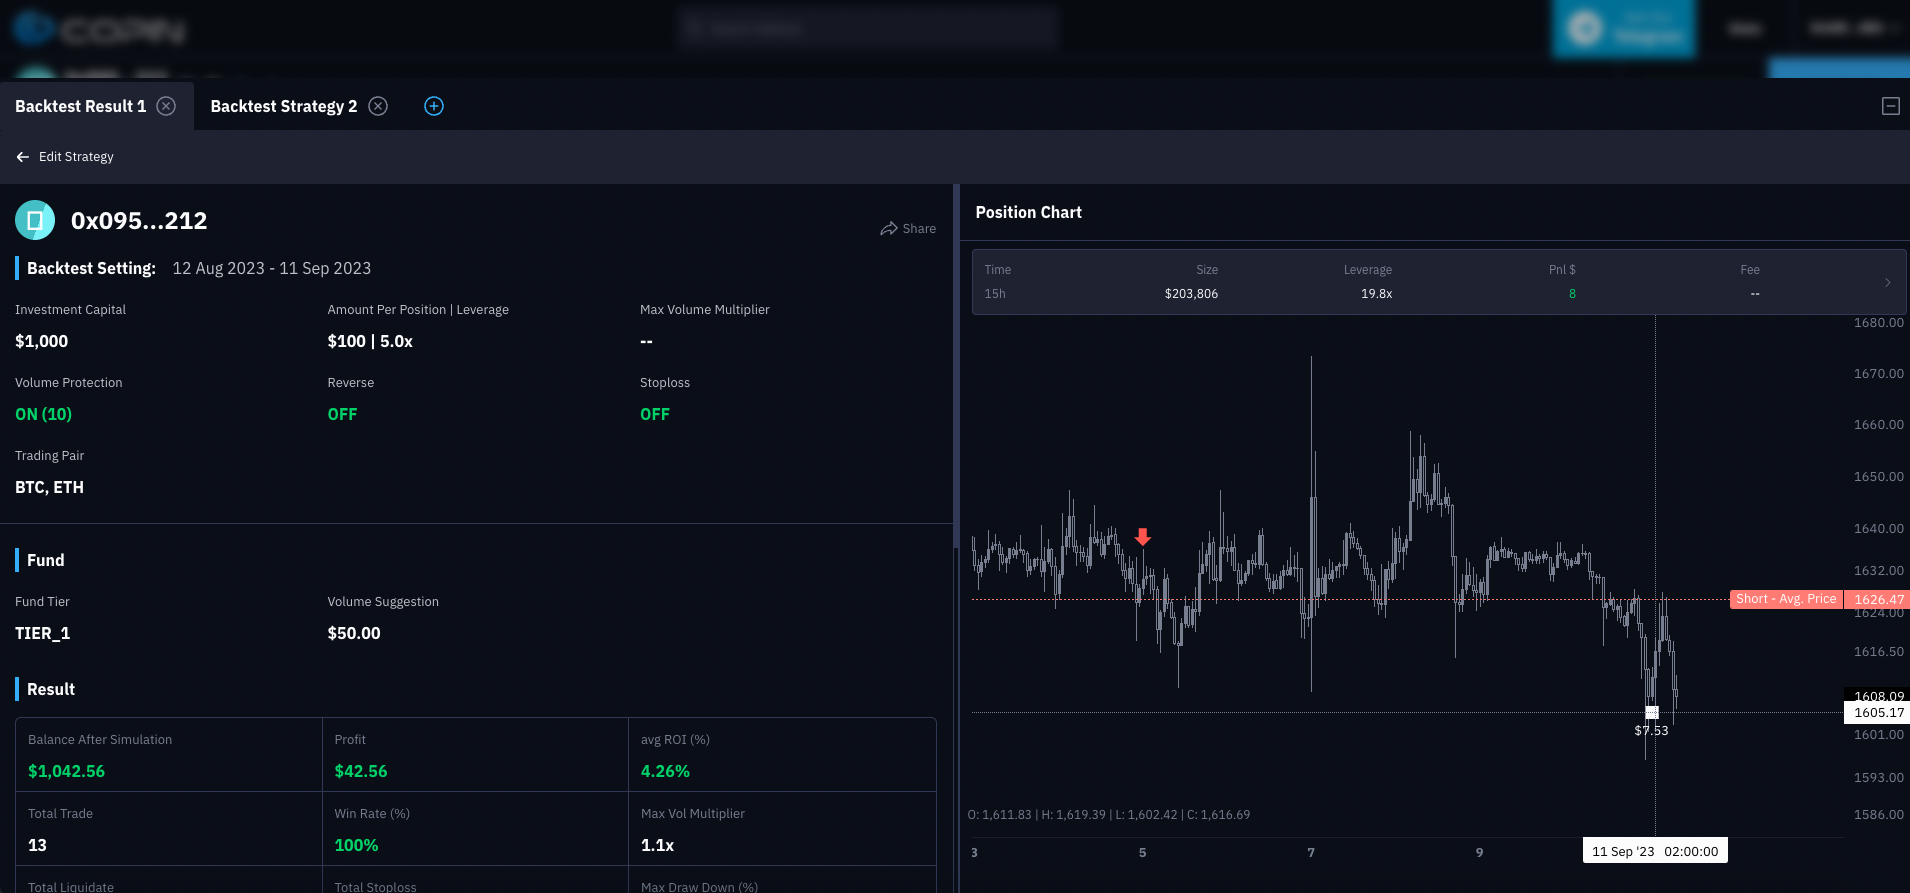 COPIN
Backtest Result 1
Backtest Strategy 2
Edit Strategy
0x095...212
Share
Backtest Setting: 12 Aug 2023 - 11 Sep 2023
Investment Capital
Amount Per Position | Leverage
Max Volume Multiplier
$1,000
$100 | 5.0x
--
Volume Protection
Reverse
Stoploss
ON (10)
OFF
OFF
Trading Pair
BTC, ETH
Fund
Fund Tier
Volume Suggestion
TIER_1
$50.00
Result
Balance After Simulation
Profit
avg ROI (%)
$1,042.56
$42.56
4.26%
Total Trade
Win Rate (%)
Max Vol Multiplier
13
100%
1.1x
Total Liquidate
Total Stoploss
Max Draw Down (%)
Position Chart
Time
Size
Leverage
Pnl $
Fee
15h
$203,806
19.8x
8
--
1680.00
1670.00
1660.00
1650.00
1640.00
1632.00
Short - Avg. Price 1626.47
1624.00
1616.50
1608.09
1605.17
$7.53
1601.00
1593.00
1586.00
O: 1,611.83 | H: 1,619.39 | L: 1,602.42 | C: 1,616.69
3
5
7
9
11 Sep '23 02:00:00